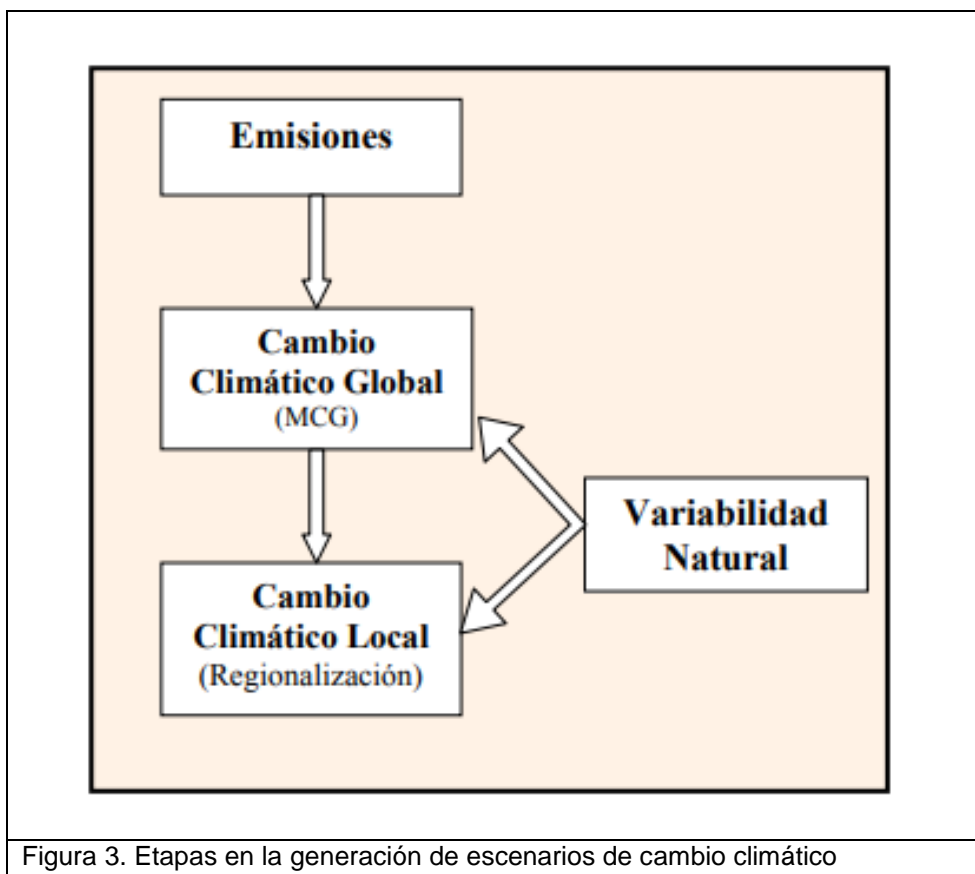 Emisiones
Cambio
Climático Global
(MCG)
Variabilidad
Natural
Cambio
Climático Local
(Regionalización)
Figura 3. Etapas en la generación de escenarios de cambio climático